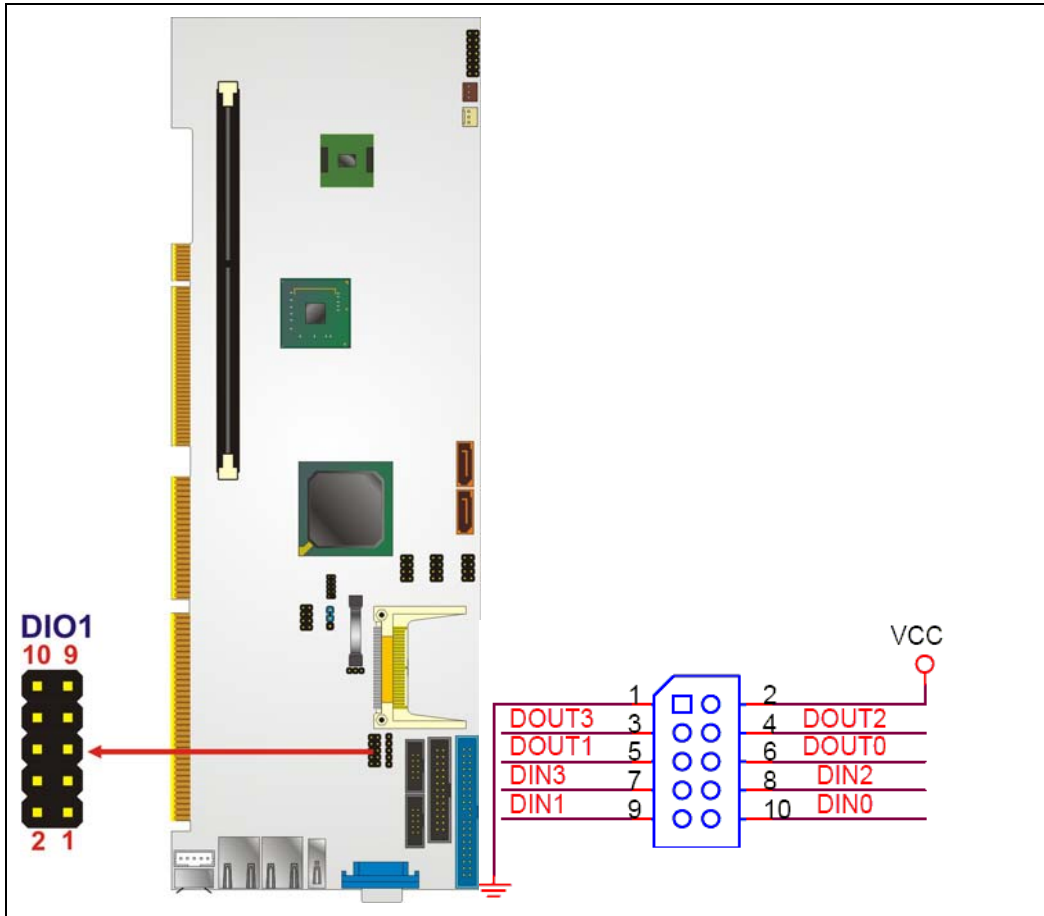 DIO1
10 9
2 1
VCC
1 2
DOUT3 3 4 DOUT2
DOUT1 5 6 DOUT0
DIN3 7 8 DIN2
DIN1 9 10 DIN0